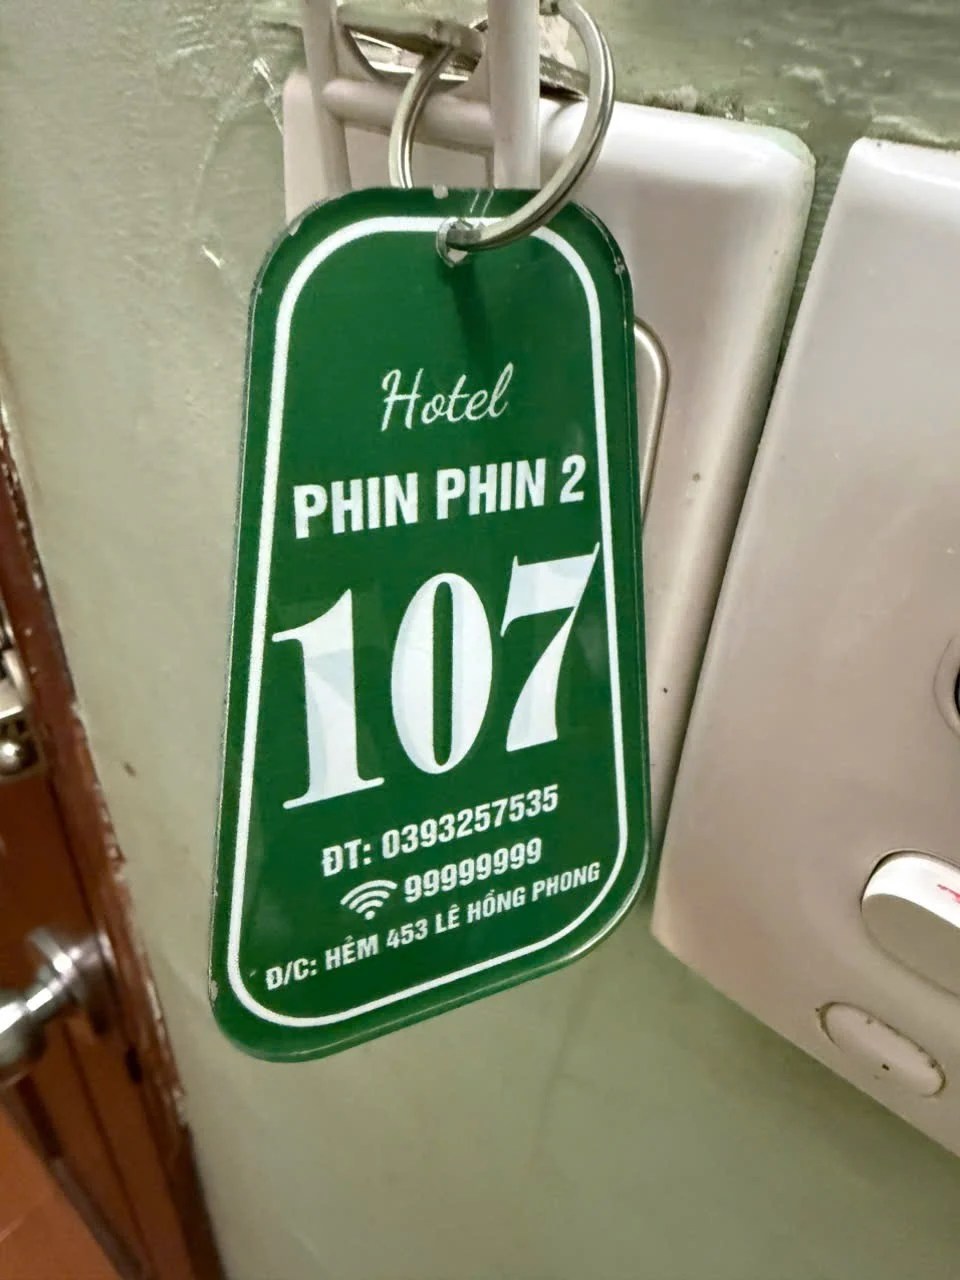 Hotel
PHIN PHIN 2
107
ĐT: 0393257535
99999999
Đ/C: HẺM 453 LÊ HỒNG PHONG